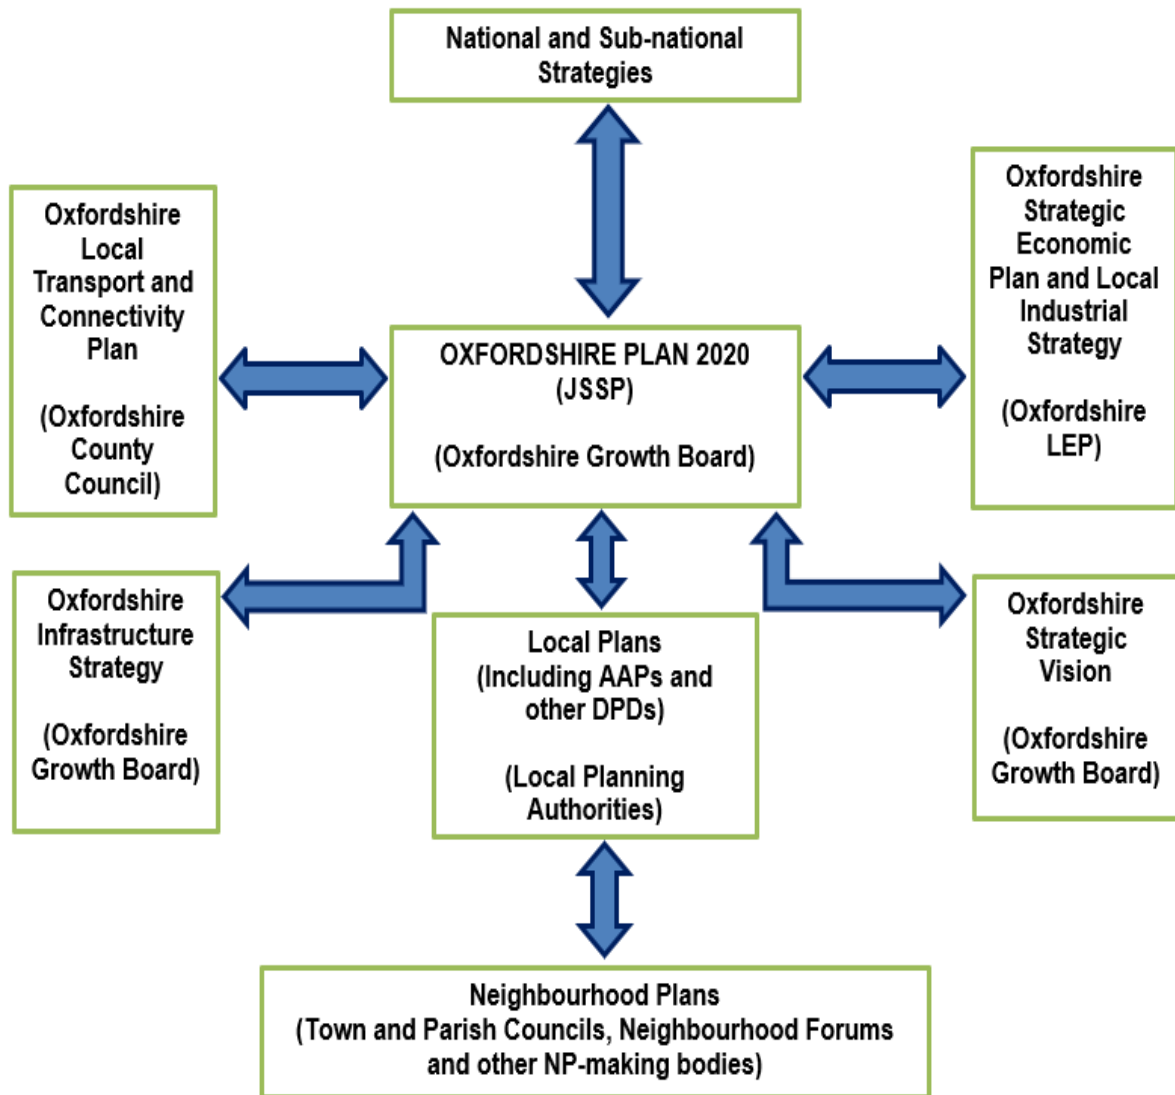 National and Sub-national
Strategies
Oxfordshire
Local
Transport and
Connectivity
Plan
(Oxfordshire
County
Council)
OXFORDSHIRE PLAN 2020
(JSSP)
(Oxfordshire Growth Board)
Oxfordshire
Strategic
Economic
Plan and Local
Industrial
Strategy
(Oxfordshire
LEP)
Oxfordshire
Infrastructure
Strategy
(Oxfordshire
Growth Board)
Local Plans
(Including AAPs and
other DPDs)
(Local Planning
Authorities)
Oxfordshire
Strategic
Vision
(Oxfordshire
Growth Board)
Neighbourhood Plans
(Town and Parish Councils, Neighbourhood Forums
and other NP-making bodies)